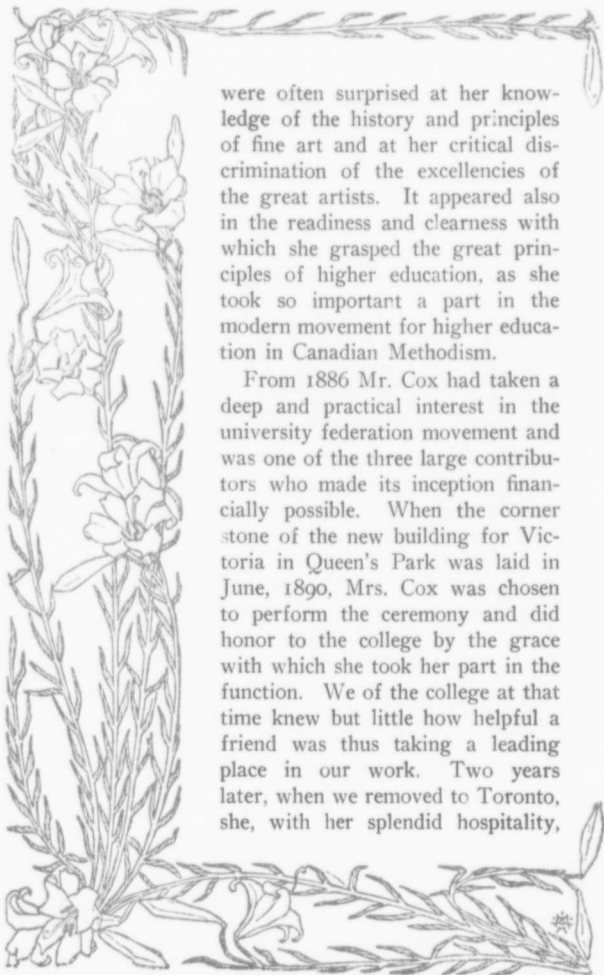 were often surprised at her know-
ledge of the history and principles
of fine art and at her critical dis-
crimination of the excellencies of
the great artists. It appeared also
in the readiness and clearness with
which she grasped the great prin-
ciples of higher education, as she
took so important a part in the
modern movement for higher educa-
tion in Canadian Methodism.
From 1886 Mr. Cox had taken a
deep and practical interest in the
university federation movement and
was one of the three large contribu-
tors who made its inception finan-
cially possible. When the corner
stone of the new building for Vic-
toria in Queen's Park was laid in
June, 1890, Mrs. Cox was chosen
to perform the ceremony and did
honor to the college by the grace
with which she took her part in the
function. We of the college at that
time knew but little how helpful a
friend was thus taking a leading
place in our work. Two years
later, when we removed to Toronto,
she, with her splendid hospitality,